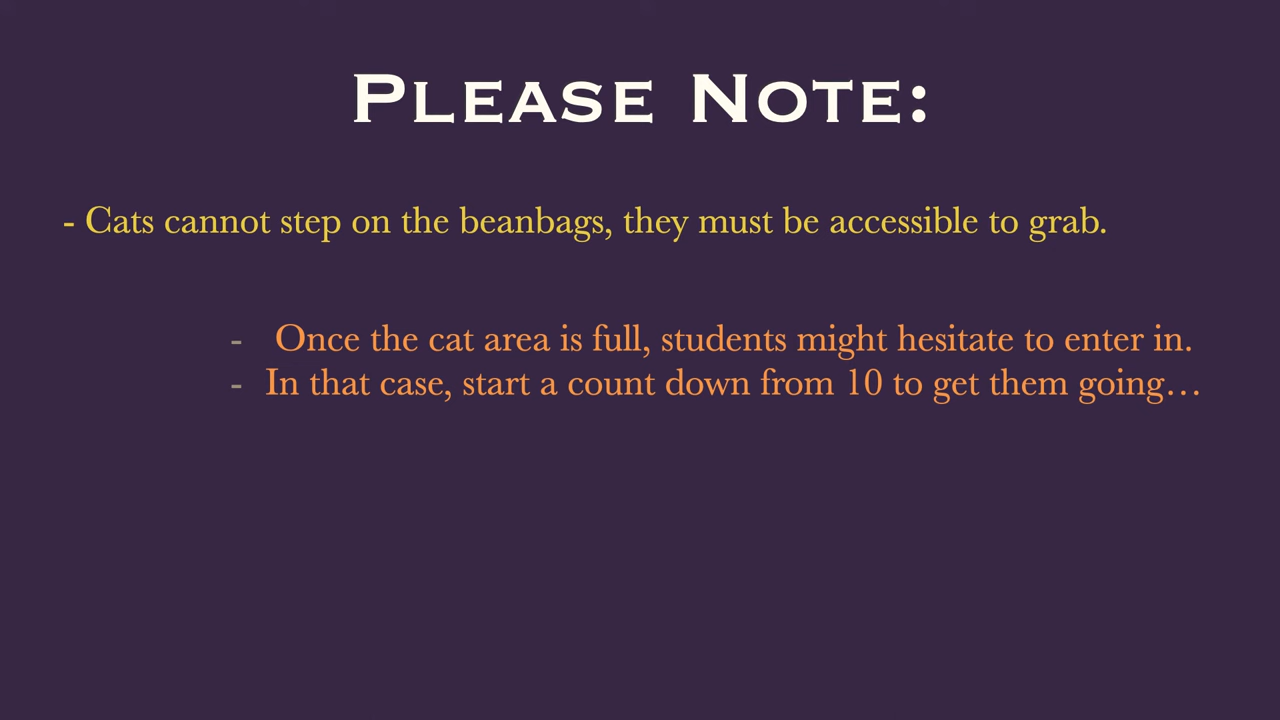 Please Note:
- Cats cannot step on the beanbags, they must be accessible to grab.
- Once the cat area is full, students might hesitate to enter in.
- In that case, start a count down from 10 to get them going…